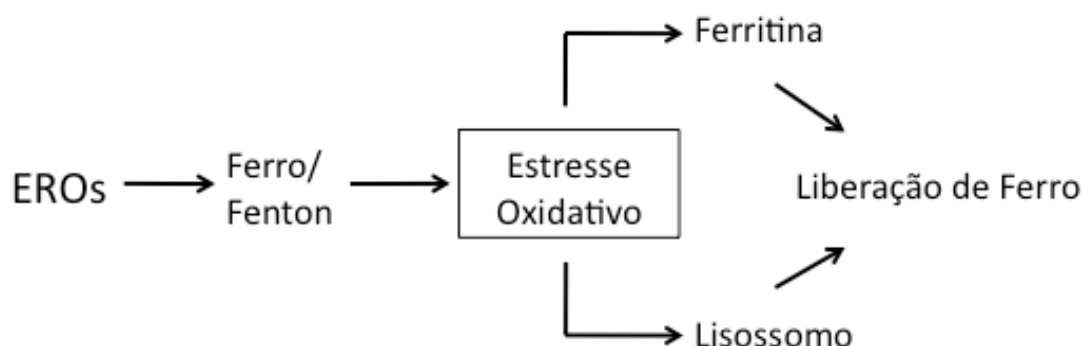 EROs
Ferro/
Fenton
Estresse
Oxidativo
Ferritina
Liberação de Ferro
Lisossomo